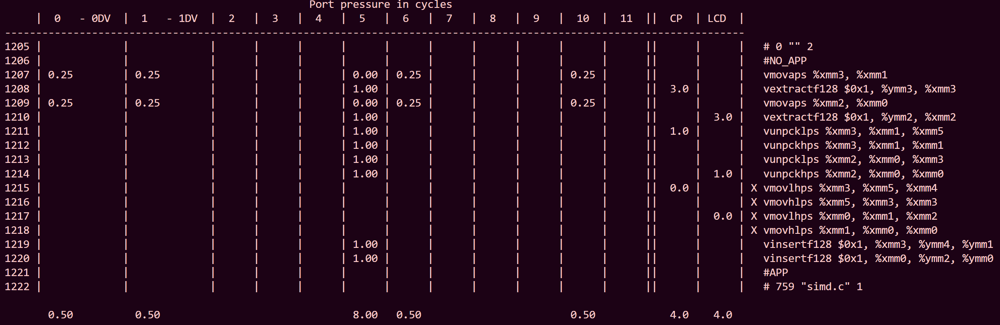 Port pressure in cycles
     |  0   - 0DV  |  1   - 1DV  |  2   |  3   |  4   |  5   |  6   |  7   |  8   |  9   |  10  |  11  ||  CP  | LCD  |
-----------------------------------------------------------------------------------------------------------------------
1205 |             |             |      |      |      |      |      |      |      |      |      |      ||      |      |   # 0 "" 2
1206 |             |             |      |      |      |      |      |      |      |      |      |      ||      |      |   #NO_APP
1207 | 0.25        | 0.25        |      |      |      | 0.00 | 0.25 |      |      |      | 0.25 |      ||      |      |   vmovaps %xmm3, %xmm1
1208 |             |             |      |      |      | 1.00 |      |      |      |      |      |      ||  3.0 |      |   vextractf128 $0x1, %ymm3, %xmm3
1209 | 0.25        | 0.25        |      |      |      | 0.00 | 0.25 |      |      |      | 0.25 |      ||      |      |   vmovaps %xmm2, %xmm0
1210 |             |             |      |      |      | 1.00 |      |      |      |      |      |      ||      |  3.0 |   vextractf128 $0x1, %ymm2, %xmm2
1211 |             |             |      |      |      | 1.00 |      |      |      |      |      |      ||  1.0 |      |   vunpcklps %xmm3, %xmm1, %xmm5
1212 |             |             |      |      |      | 1.00 |      |      |      |      |      |      ||      |      |   vunpckhps %xmm3, %xmm1, %xmm1
1213 |             |             |      |      |      | 1.00 |      |      |      |      |      |      ||      |      |   vunpcklps %xmm2, %xmm0, %xmm3
1214 |             |             |      |      |      | 1.00 |      |      |      |      |      |      ||      |  1.0 |   vunpckhps %xmm2, %xmm0, %xmm0
1215 |             |             |      |      |      |      |      |      |      |      |      |      ||  0.0 |      | X vmovlhps %xmm3, %xmm5, %xmm4
1216 |             |             |      |      |      |      |      |      |      |      |      |      ||      |      | X vmovhlps %xmm5, %xmm3, %xmm3
1217 |             |             |      |      |      |      |      |      |      |      |      |      ||      |  0.0 | X vmovlhps %xmm0, %xmm1, %xmm2
1218 |             |             |      |      |      |      |      |      |      |      |      |      ||      |      | X vmovhlps %xmm1, %xmm0, %xmm0
1219 |             |             |      |      |      | 1.00 |      |      |      |      |      |      ||      |      |   vinsertf128 $0x1, %xmm3, %ymm4, %ymm1
1220 |             |             |      |      |      | 1.00 |      |      |      |      |      |      ||      |      |   vinsertf128 $0x1, %xmm0, %ymm2, %ymm0
1221 |             |             |      |      |      |      |      |      |      |      |      |      ||      |      |   #APP
1222 |             |             |      |      |      |      |      |      |      |      |      |      ||      |      |   # 759 "simd.c" 1
       0.50          0.50                               8.00   0.50                        0.50            4.0    4.0